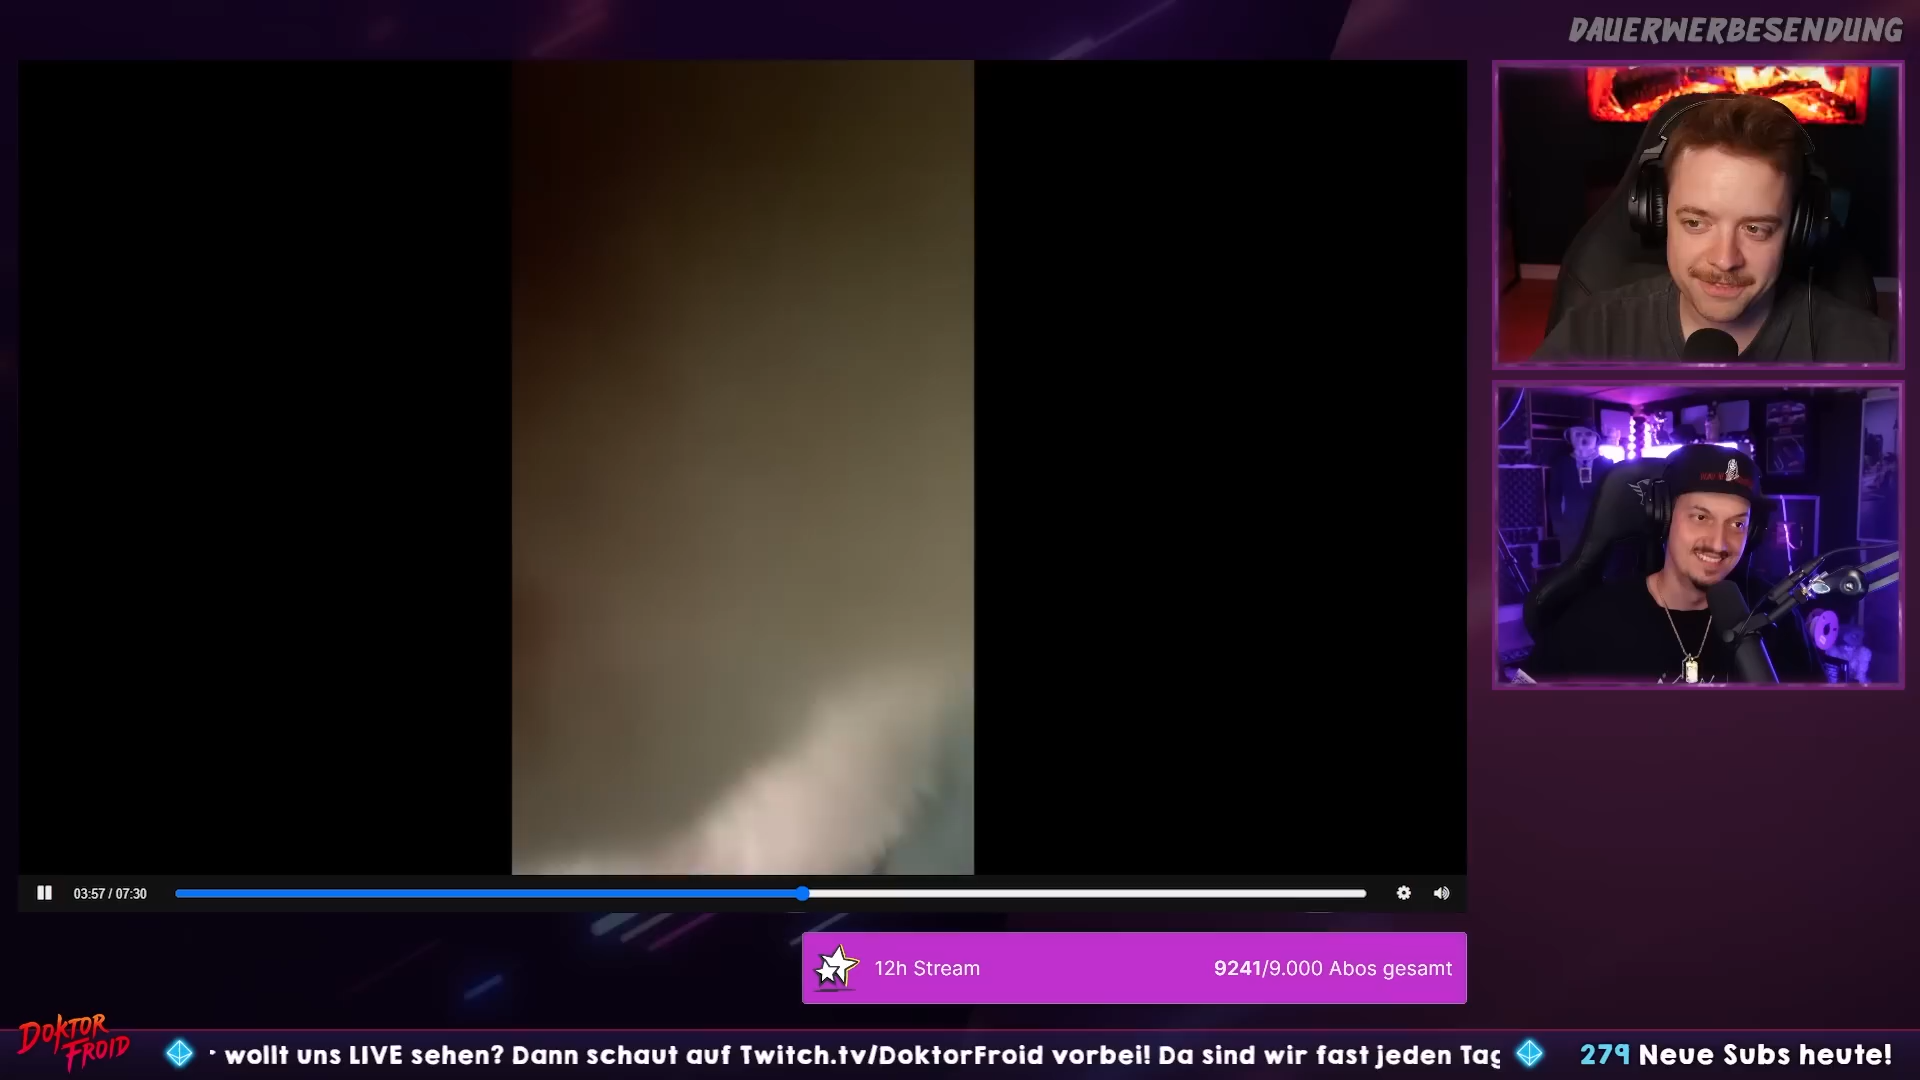 DAUERWERBESENDUNG
03:57 / 07:30
12h Stream
9241/9.000 Abos gesamt
DOKTOR
FROID
wollt uns LIVE sehen? Dann schaut auf Twitch.tv/DoktorFroid vorbei! Da sind wir fast jeden Tag
279 Neue Subs heute!